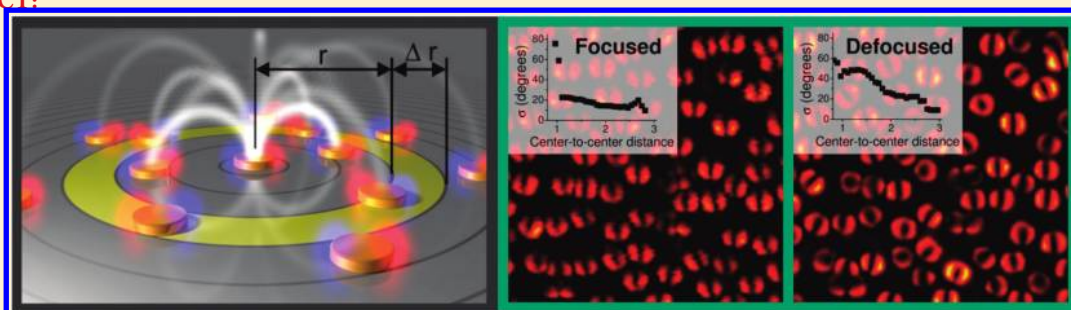 r
Δ r
Focused
σ (degrees)
80
60
40
20
0
1 2 3
Center-to-center distance
Defocused
σ (degrees)
80
60
40
20
0
1 2 3
Center-to-center distance